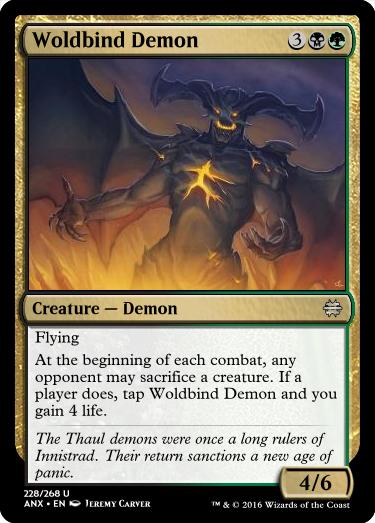 Woldbind Demon 3
Creature — Demon
Flying
At the beginning of each combat, any
opponent may sacrifice a creature. If a
player does, tap Woldbind Demon and you
gain 4 life.
The Thaul demons were once a long rulers of
Innistrad. Their return sanctions a new age of
panic.
4/6
228/268 U
ANX • EN JEREMY CARVER
™ & © 2016 Wizards of the Coast